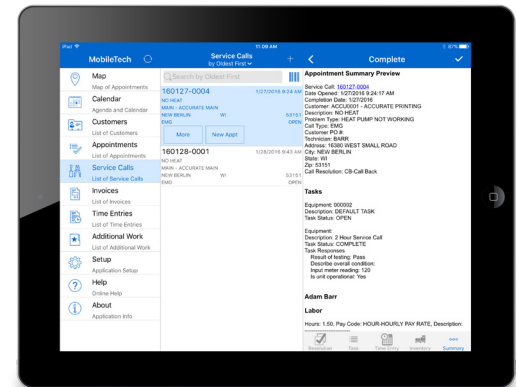 iPad
11:09 AM
87%
MobileTech
Service Calls
by Oldest First
+
Complete
Map
Map of Appointments
Calendar
Agenda and Calendar
Customers
List of Customers
Appointments
List of Appointments
Service Calls
List of Service Calls
Invoices
List of Invoices
Time Entries
List of Time Entries
Additional Work
List of Additional Work
Setup
Application Setup
Help
Online Help
About
Application Info
Search by Oldest First
160127-0004 1/27/2016 9:24 AM
NO HEAT
MAIN - ACCURATE MAIN
NEW BERLIN WI 53151
EMG OPEN
More New Appt
160128-0001 1/28/2016 9:43 AM
NO HEAT
MAIN - ACCURATE MAIN
NEW BERLIN WI 53151
EMG OPEN
Appointment Summary Preview
Service Call: 160127-0004
Date Opened: 1/27/2016 9:24:17 AM
Completion Date: 1/27/2016
Customer: ACCU0001 - ACCURATE PRINTING
Description: NO HEAT
Problem Type: HEAT PUMP NOT WORKING
Call Type: EMG
Customer PO #:
Technician: BARR
Address: 16380 WEST SMALL ROAD
City: NEW BERLIN
State: WI
Zip: 53151
Call Resolution: CB-Call Back
Tasks
Equipment: 000002
Description: DEFAULT TASK
Task Status: OPEN
Equipment:
Description: 2 Hour Service Call
Task Status: COMPLETE
Task Responses
Result of testing: Pass
Describe overall condition:
Input meter reading: 120
Is unit operational: Yes
Adam Barr
Labor
Hours: 1.50, Pay Code: HOUR-HOURLY PAY RATE, Description:
Resolution Task Time Entry Inventory Summary